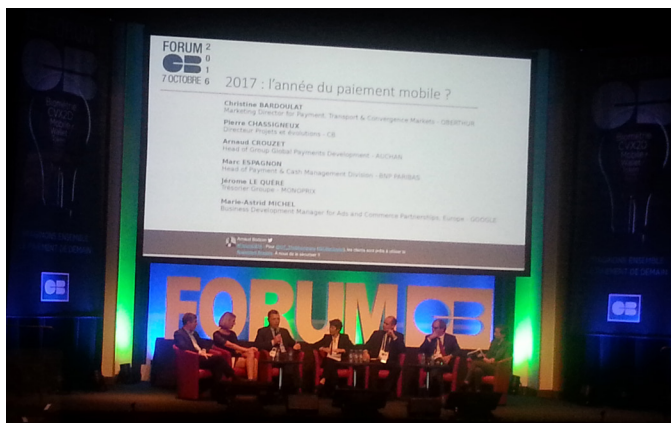 FORUM 2016
CB
7 OCTOBRE
2017 : l'année du paiement mobile ?
Christine BARDOULAT
Marketing Director for Payment, Transport & Convergence Markets - OBERTHUR
Pierre CHASSIGNEUX
Directeur Projets et évolutions - CB
Arnaud CROUZET
Head of Group Global Payments Development - AUCHAN
Marc ESPAGNON
Head of Payment & Cash Management Division - BNP PARIBAS
Jérome LE QUÈRE
Trésorier Groupe - MONOPRIX
Marie-Astrid MICHEL
Business Development Manager for Ads and Commerce Partnerships, Europe - GOOGLE
FORUM CB
CB
CB